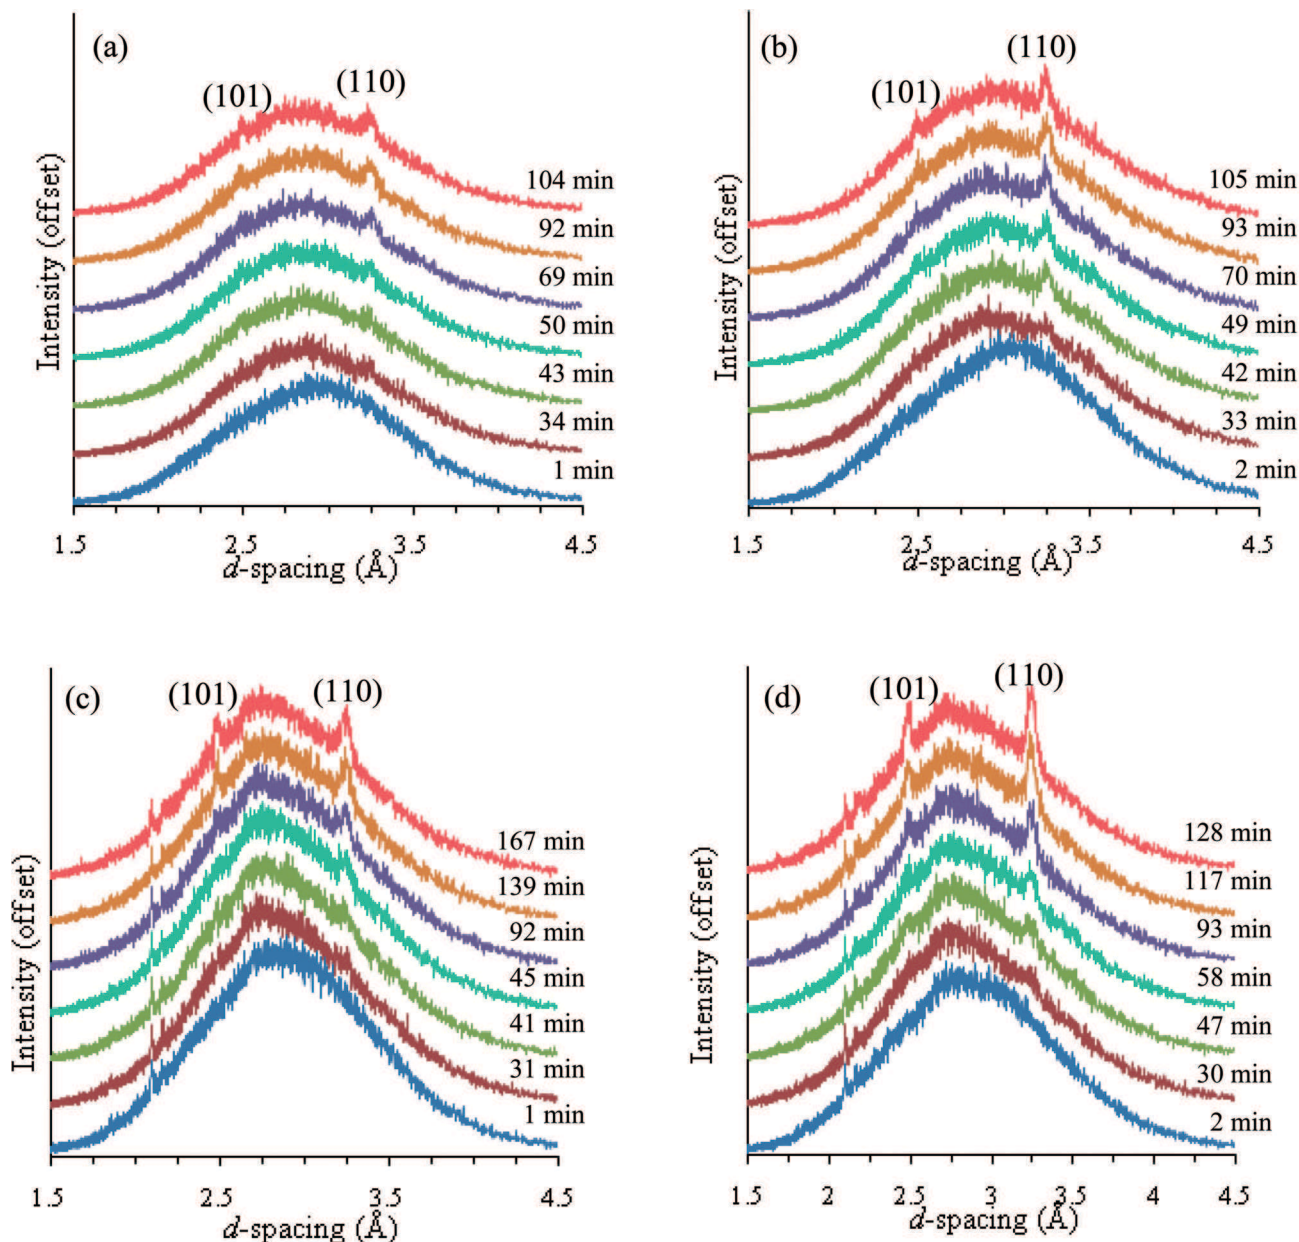 (a)
(101)
(110)
104 min
92 min
69 min
50 min
43 min
34 min
1 min
Intensity (offset)
1.5 2.5 3.5 4.5
d-spacing (Å)
(b)
(101)
(110)
105 min
93 min
70 min
49 min
42 min
33 min
2 min
Intensity (offset)
1.5 2.5 3.5 4.5
d-spacing (Å)
(c)
(101)
(110)
167 min
139 min
92 min
45 min
41 min
31 min
1 min
Intensity (offset)
1.5 2.5 3.5 4.5
d-spacing (Å)
(d)
(101)
(110)
128 min
117 min
93 min
58 min
47 min
30 min
2 min
Intensity (offset)
1.5 2 2.5 3 3.5 4 4.5
d-spacing (Å)